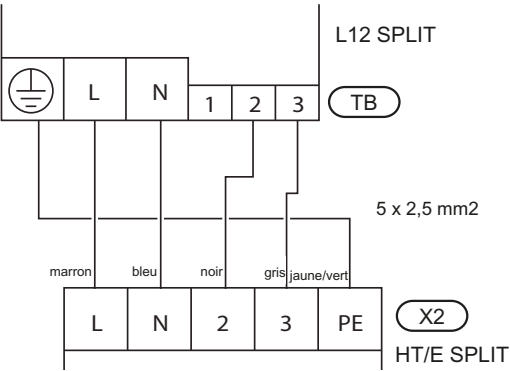 L12 SPLIT
L N 1 2 3 TB
5 x 2,5 mm2
marron bleu noir gris jaune/vert
L N 2 3 PE X2
HT/E SPLIT